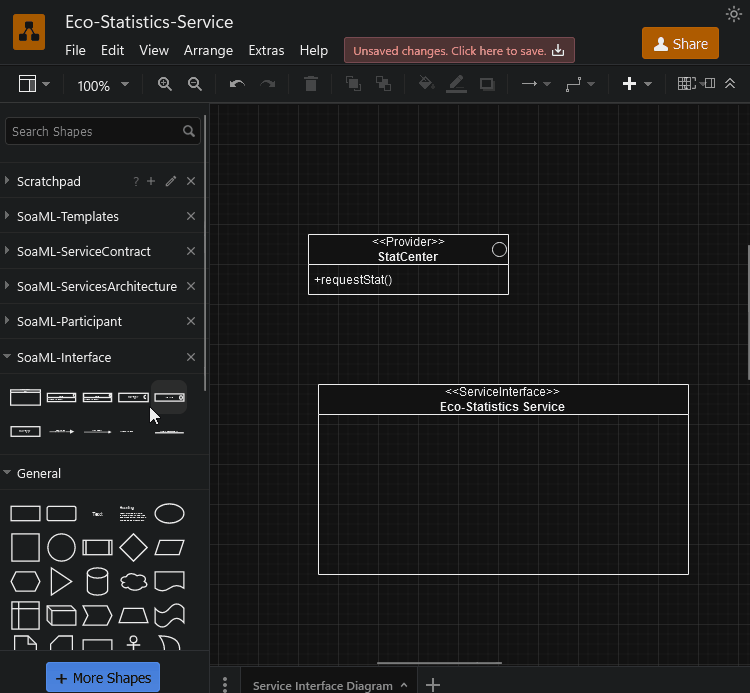 Eco-Statistics-Service
File Edit View Arrange Extras Help
Unsaved changes. Click here to save.
Share
100%
Search Shapes
Scratchpad ? + ×
SoaML-Templates ×
SoaML-ServiceContract ×
SoaML-ServicesArchitecture ×
SoaML-Participant ×
SoaML-Interface ×
General
Text
Heading
+ More Shapes
<<Provider>>
StatCenter
+requestStat()
<<ServiceInterface>>
Eco-Statistics Service
Service Interface Diagram